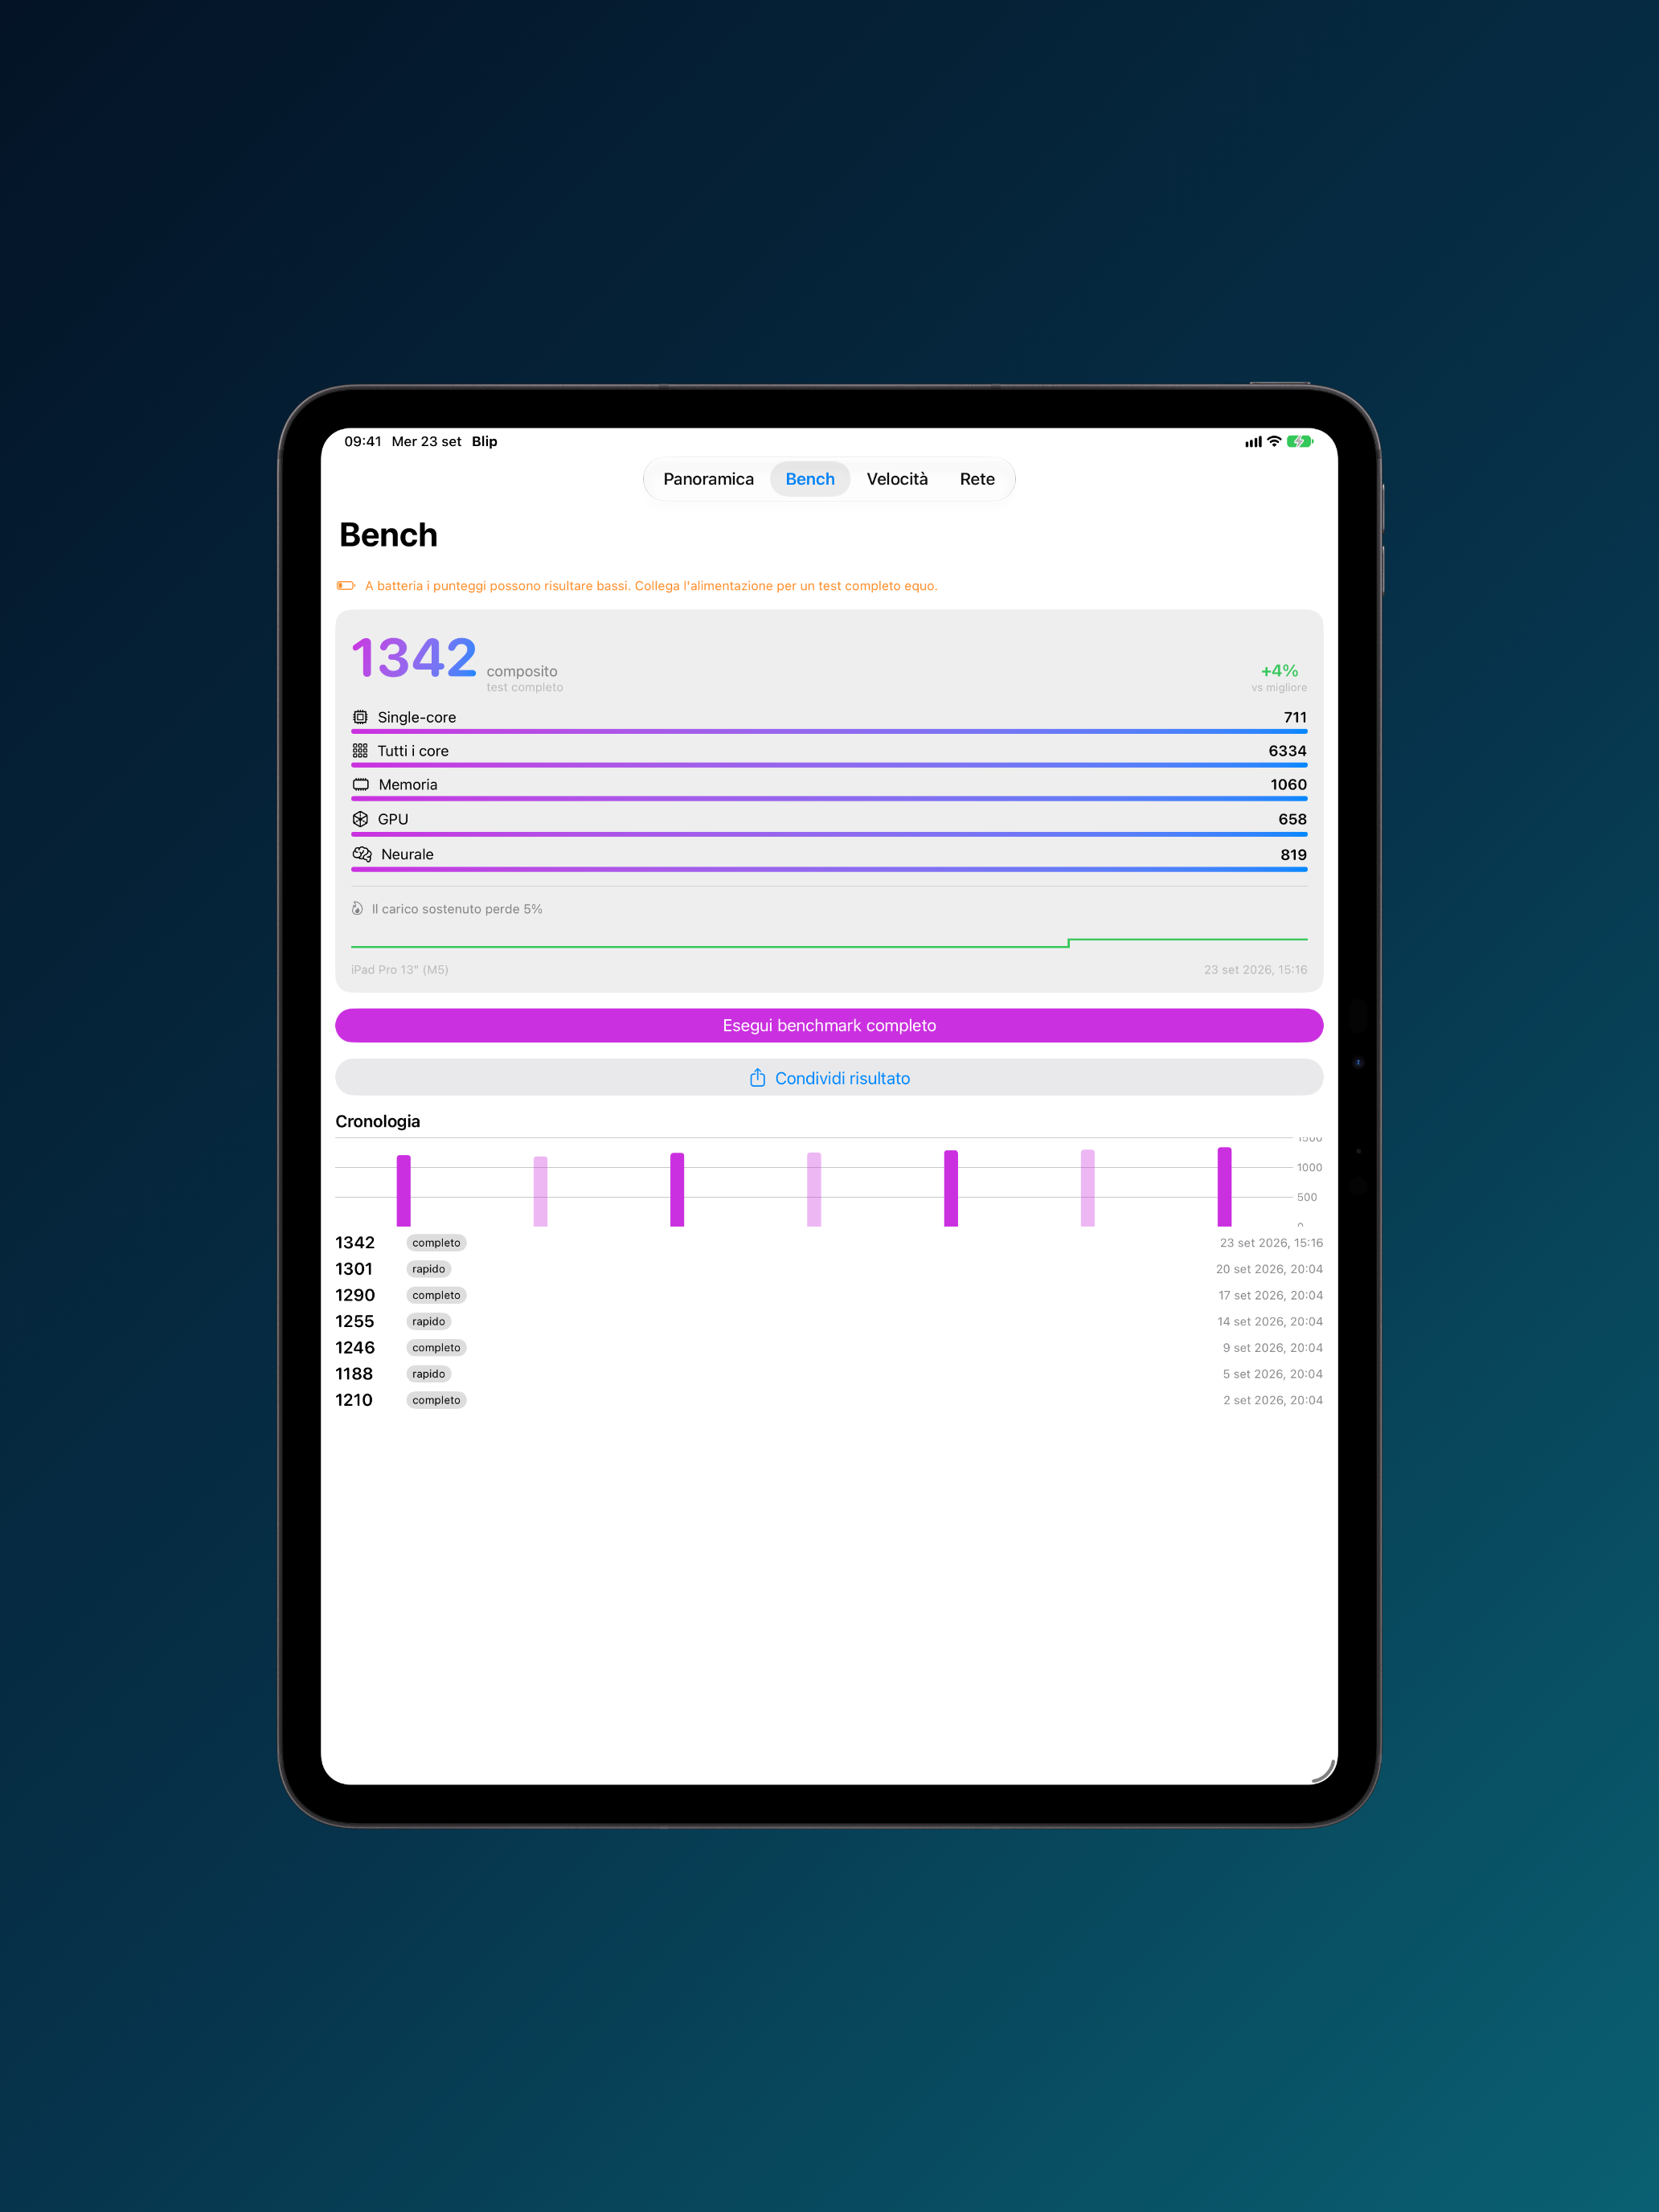 09:41 Mer 23 set Blip
Panoramica Bench Velocità Rete
Bench
A batteria i punteggi possono risultare bassi. Collega l'alimentazione per un test completo equo.
1342 composito
test completo
+4%
vs migliore
Single-core 711
Tutti i core 6334
Memoria 1060
GPU 658
Neurale 819
Il carico sostenuto perde 5%
iPad Pro 13" (M5) 23 set 2026, 15:16
Esegui benchmark completo
Condividi risultato
Cronologia
1500
1000
500
0
1342 completo 23 set 2026, 15:16
1301 rapido 20 set 2026, 20:04
1290 completo 17 set 2026, 20:04
1255 rapido 14 set 2026, 20:04
1246 completo 9 set 2026, 20:04
1188 rapido 5 set 2026, 20:04
1210 completo 2 set 2026, 20:04